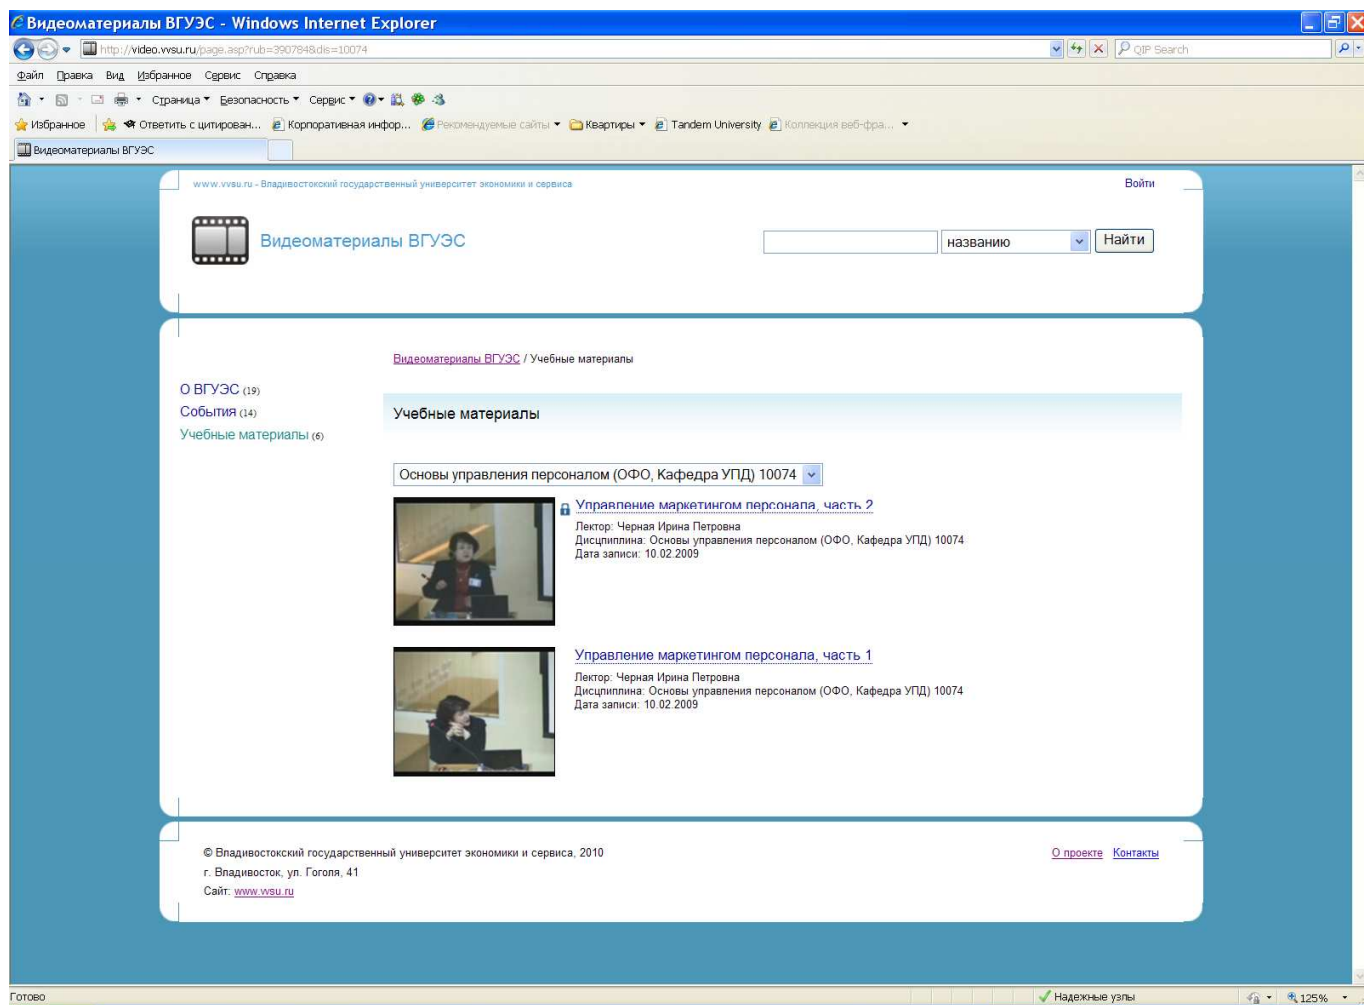 Видеоматериалы ВГУЭС - Windows Internet Explorer
http://video.vvsu.ru/page.asp?rub=390784&dis=10074
QIP Search
Файл Правка Вид Избранное Сервис Справка
Страница Безопасность Сервис
Избранное Ответить с цитирован... Корпоративная инфор... Рекомендуемые сайты Квартиры Tandem University Коллекция веб-фра...
Видеоматериалы ВГУЭС
www.vvsu.ru - Владивостокский государственный университет экономики и сервиса
Войти
Видеоматериалы ВГУЭС
названию
Найти
Видеоматериалы ВГУЭС / Учебные материалы
О ВГУЭС (19)
События (14)
Учебные материалы (6)
Учебные материалы
Основы управления персоналом (ОФО, Кафедра УПД) 10074
Управление маркетингом персонала, часть 2
Лектор: Черная Ирина Петровна
Дисциплина: Основы управления персоналом (ОФО, Кафедра УПД) 10074
Дата записи: 10.02.2009
Управление маркетингом персонала, часть 1
Лектор: Черная Ирина Петровна
Дисциплина: Основы управления персоналом (ОФО, Кафедра УПД) 10074
Дата записи: 10.02.2009
© Владивостокский государственный университет экономики и сервиса, 2010
г. Владивосток, ул. Гоголя, 41
Сайт: www.vvsu.ru
О проекте Контакты
Готово
Надежные узлы
125%